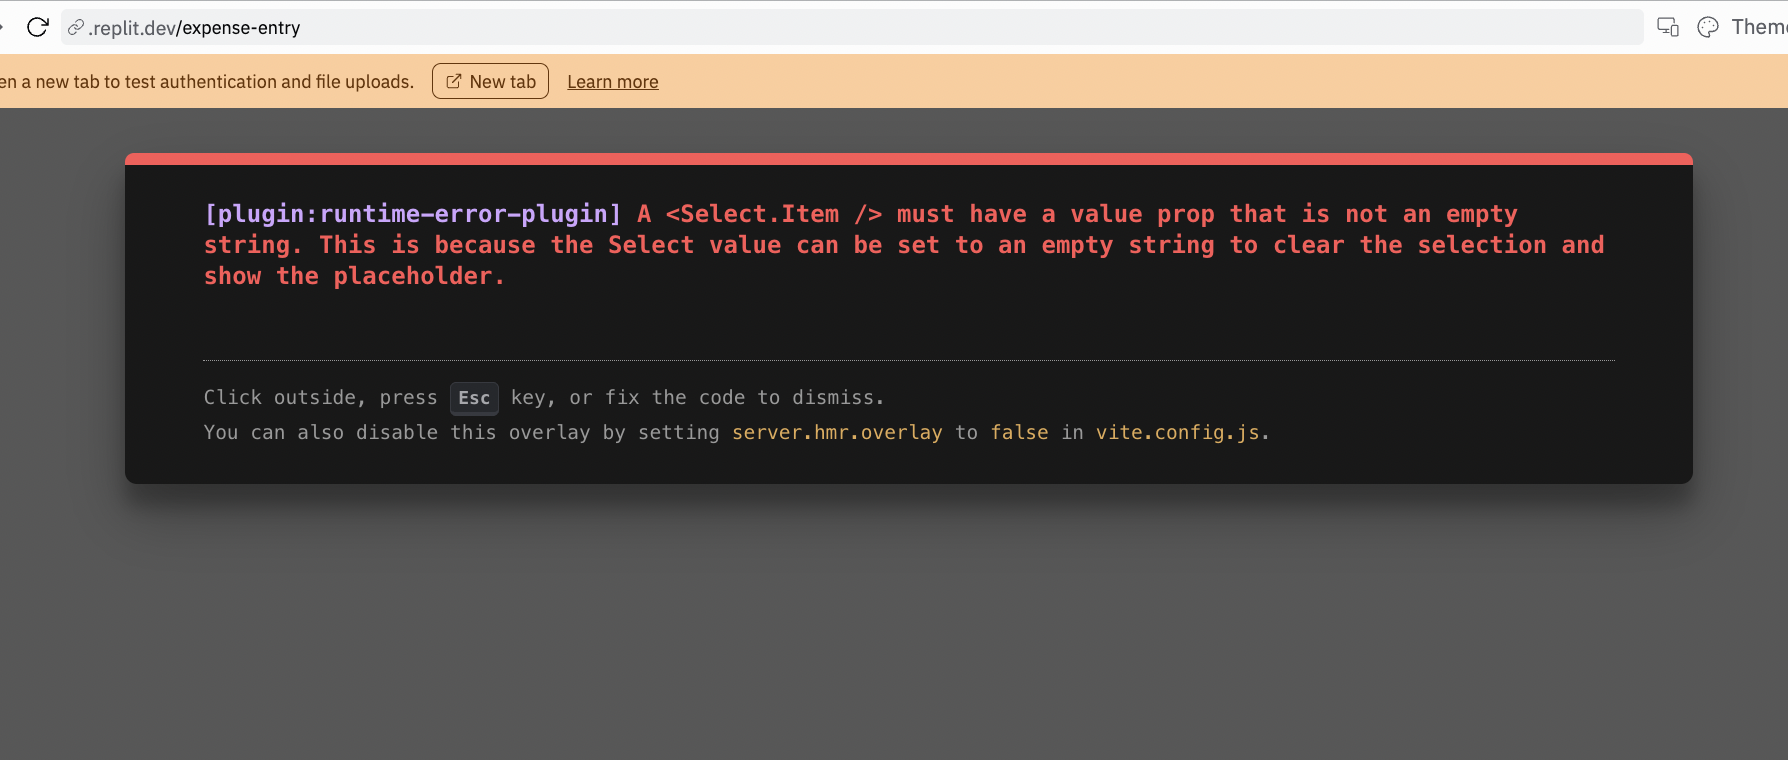 .replit.dev/expense-entry
en a new tab to test authentication and file uploads. New tab Learn more
[plugin:runtime-error-plugin] A <Select.Item /> must have a value prop that is not an empty
string. This is because the Select value can be set to an empty string to clear the selection and
show the placeholder.
Click outside, press Esc key, or fix the code to dismiss.
You can also disable this overlay by setting server.hmr.overlay to false in vite.config.js.